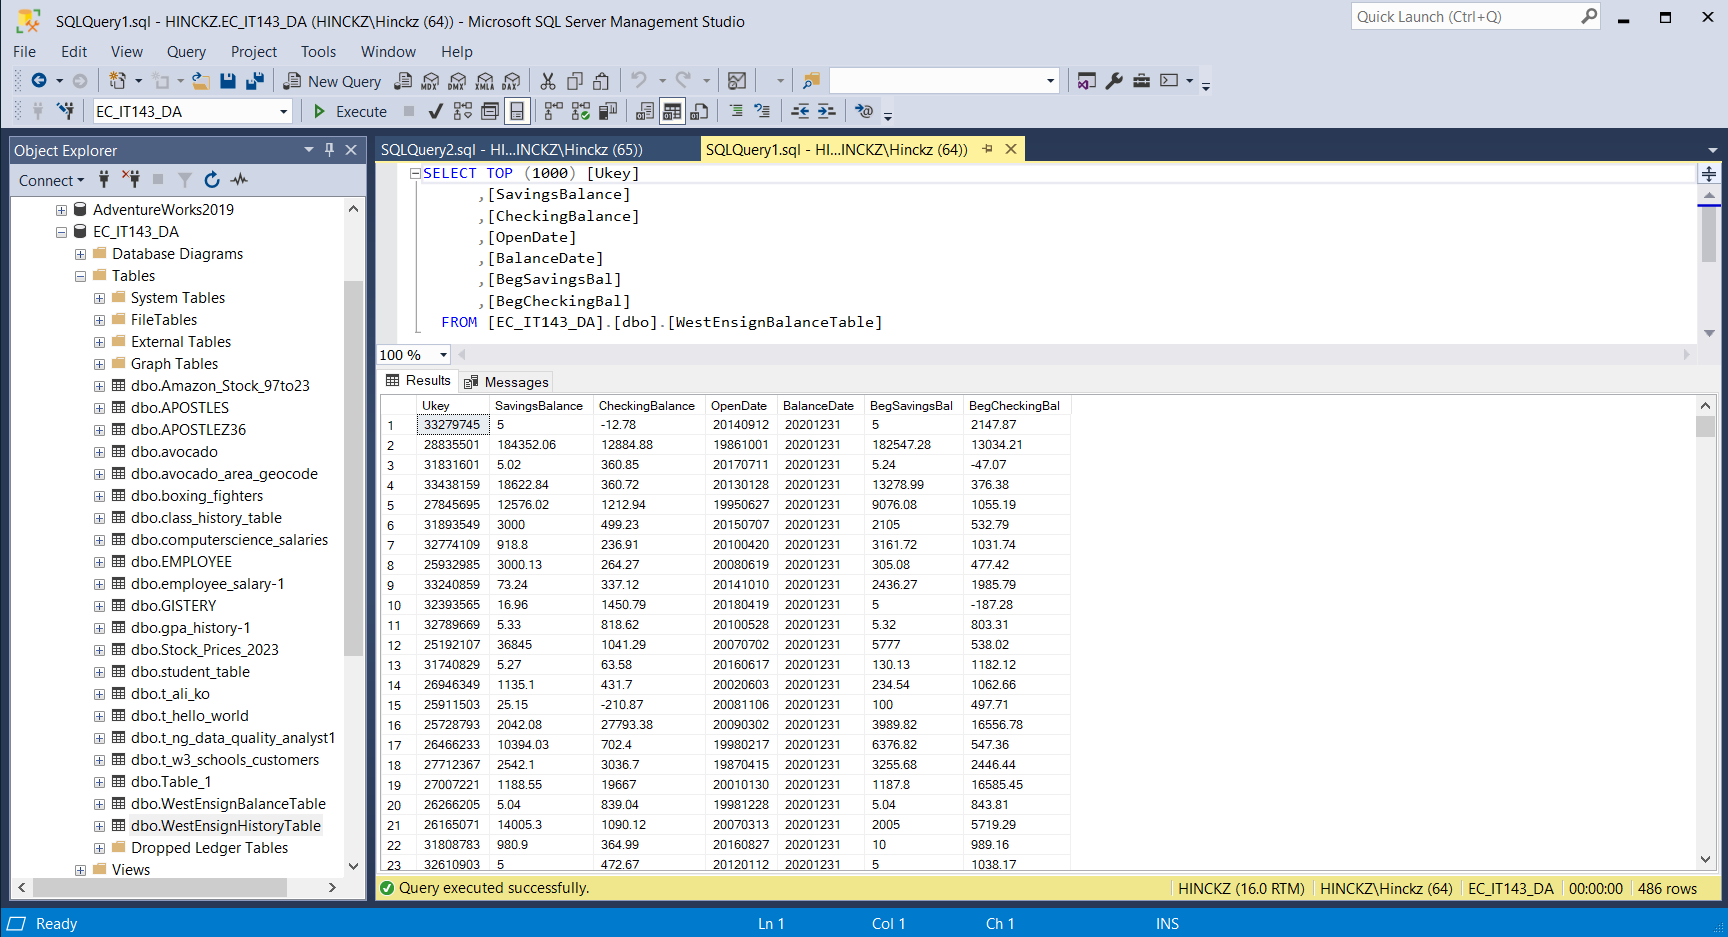 SQLQuery1.sql - HINCKZ.EC_IT143_DA (HINCKZ\Hinckz (64)) - Microsoft SQL Server Management Studio
Quick Launch (Ctrl+Q)
File Edit View Query Project Tools Window Help
New Query MDX DMX XMLA DAX
EC_IT143_DA Execute
Object Explorer
Connect
AdventureWorks2019
EC_IT143_DA
Database Diagrams
Tables
System Tables
FileTables
External Tables
Graph Tables
dbo.Amazon_Stock_97to23
dbo.APOSTLES
dbo.APOSTLEZ36
dbo.avocado
dbo.avocado_area_geocode
dbo.boxing_fighters
dbo.class_history_table
dbo.computerscience_salaries
dbo.EMPLOYEE
dbo.employee_salary-1
dbo.GISTERY
dbo.gpa_history-1
dbo.Stock_Prices_2023
dbo.student_table
dbo.t_ali_ko
dbo.t_hello_world
dbo.t_ng_data_quality_analyst1
dbo.t_w3_schools_customers
dbo.Table_1
dbo.WestEnsignBalanceTable
dbo.WestEnsignHistoryTable
Dropped Ledger Tables
Views
SQLQuery2.sql - HI...INCKZ\Hinckz (65)) SQLQuery1.sql - HI...INCKZ\Hinckz (64))
SELECT TOP (1000) [Ukey]
,[SavingsBalance]
,[CheckingBalance]
,[OpenDate]
,[BalanceDate]
,[BegSavingsBal]
,[BegCheckingBal]
FROM [EC_IT143_DA].[dbo].[WestEnsignBalanceTable]
100 %
Results Messages
Ukey SavingsBalance CheckingBalance OpenDate BalanceDate BegSavingsBal BegCheckingBal
1 33279745 5 -12.78 20140912 20201231 5 2147.87
2 28835501 184352.06 12884.88 19861001 20201231 182547.28 13034.21
3 31831601 5.02 360.85 20170711 20201231 5.24 -47.07
4 33438159 18622.84 360.72 20130128 20201231 13278.99 376.38
5 27845695 12576.02 1212.94 19950627 20201231 9076.08 1055.19
6 31893549 3000 499.23 20150707 20201231 2105 532.79
7 32774109 918.8 236.91 20100420 20201231 3161.72 1031.74
8 25932985 3000.13 264.27 20080619 20201231 305.08 477.42
9 33240859 73.24 337.12 20141010 20201231 2436.27 1985.79
10 32393565 16.96 1450.79 20180419 20201231 5 -187.28
11 32789669 5.33 818.62 20100528 20201231 5.32 803.31
12 25192107 36845 1041.29 20070702 20201231 5777 538.02
13 31740829 5.27 63.58 20160617 20201231 130.13 1182.12
14 26946349 1135.1 431.7 20020603 20201231 234.54 1062.66
15 25911503 25.15 -210.87 20081106 20201231 100 497.71
16 25728793 2042.08 27793.38 20090302 20201231 3989.82 16556.78
17 26466233 10394.03 702.4 19980217 20201231 6376.82 547.36
18 27712367 2542.1 3036.7 19870415 20201231 3255.68 2446.44
19 27007221 1188.55 19667 20010130 20201231 1187.8 16585.45
20 26266205 5.04 839.04 19981228 20201231 5.04 843.81
21 26165071 14005.3 1090.12 20070313 20201231 2005 5719.29
22 31808783 980.9 364.99 20160827 20201231 10 989.16
23 32610903 5 472.67 20120112 20201231 5 1038.17
Query executed successfully. HINCKZ (16.0 RTM) HINCKZ\Hinckz (64) EC_IT143_DA 00:00:00 486 rows
Ready Ln 1 Col 1 Ch 1 INS